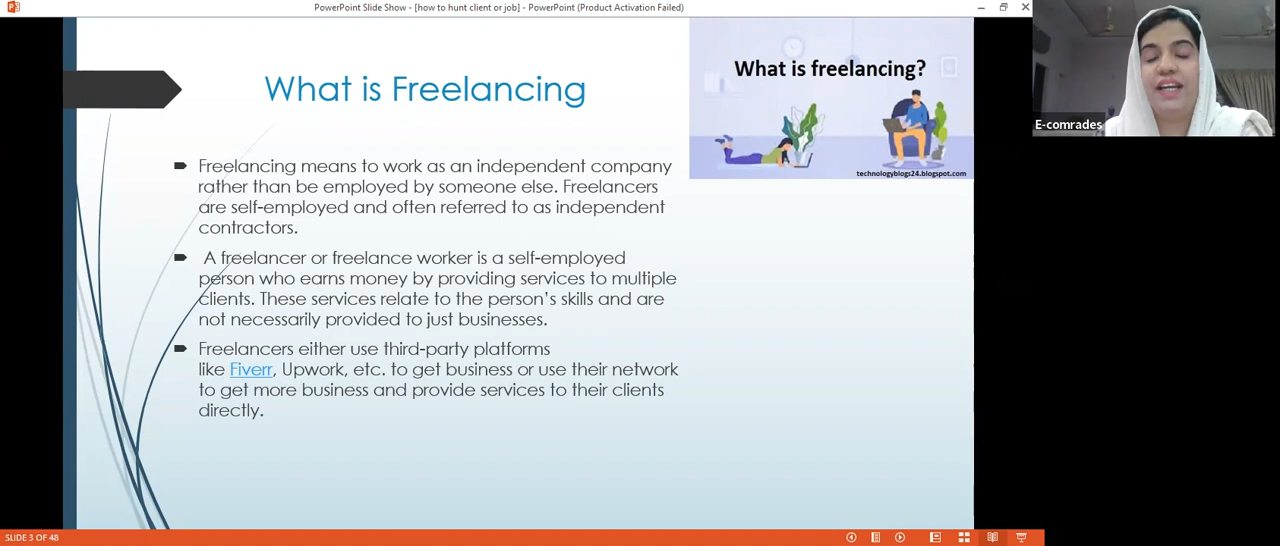 PowerPoint Slide Show - [how to hunt client or job] - PowerPoint (Product Activation Failed)
What is Freelancing
What is freelancing?
technologyblogs24.blogspot.com
E-comrades
Freelancing means to work as an independent company
rather than be employed by someone else. Freelancers
are self-employed and often referred to as independent
contractors.
A freelancer or freelance worker is a self-employed
person who earns money by providing services to multiple
clients. These services relate to the person’s skills and are
not necessarily provided to just businesses.
Freelancers either use third-party platforms
like Fiverr, Upwork, etc. to get business or use their network
to get more business and provide services to their clients
directly.
SLIDE 3 OF 48